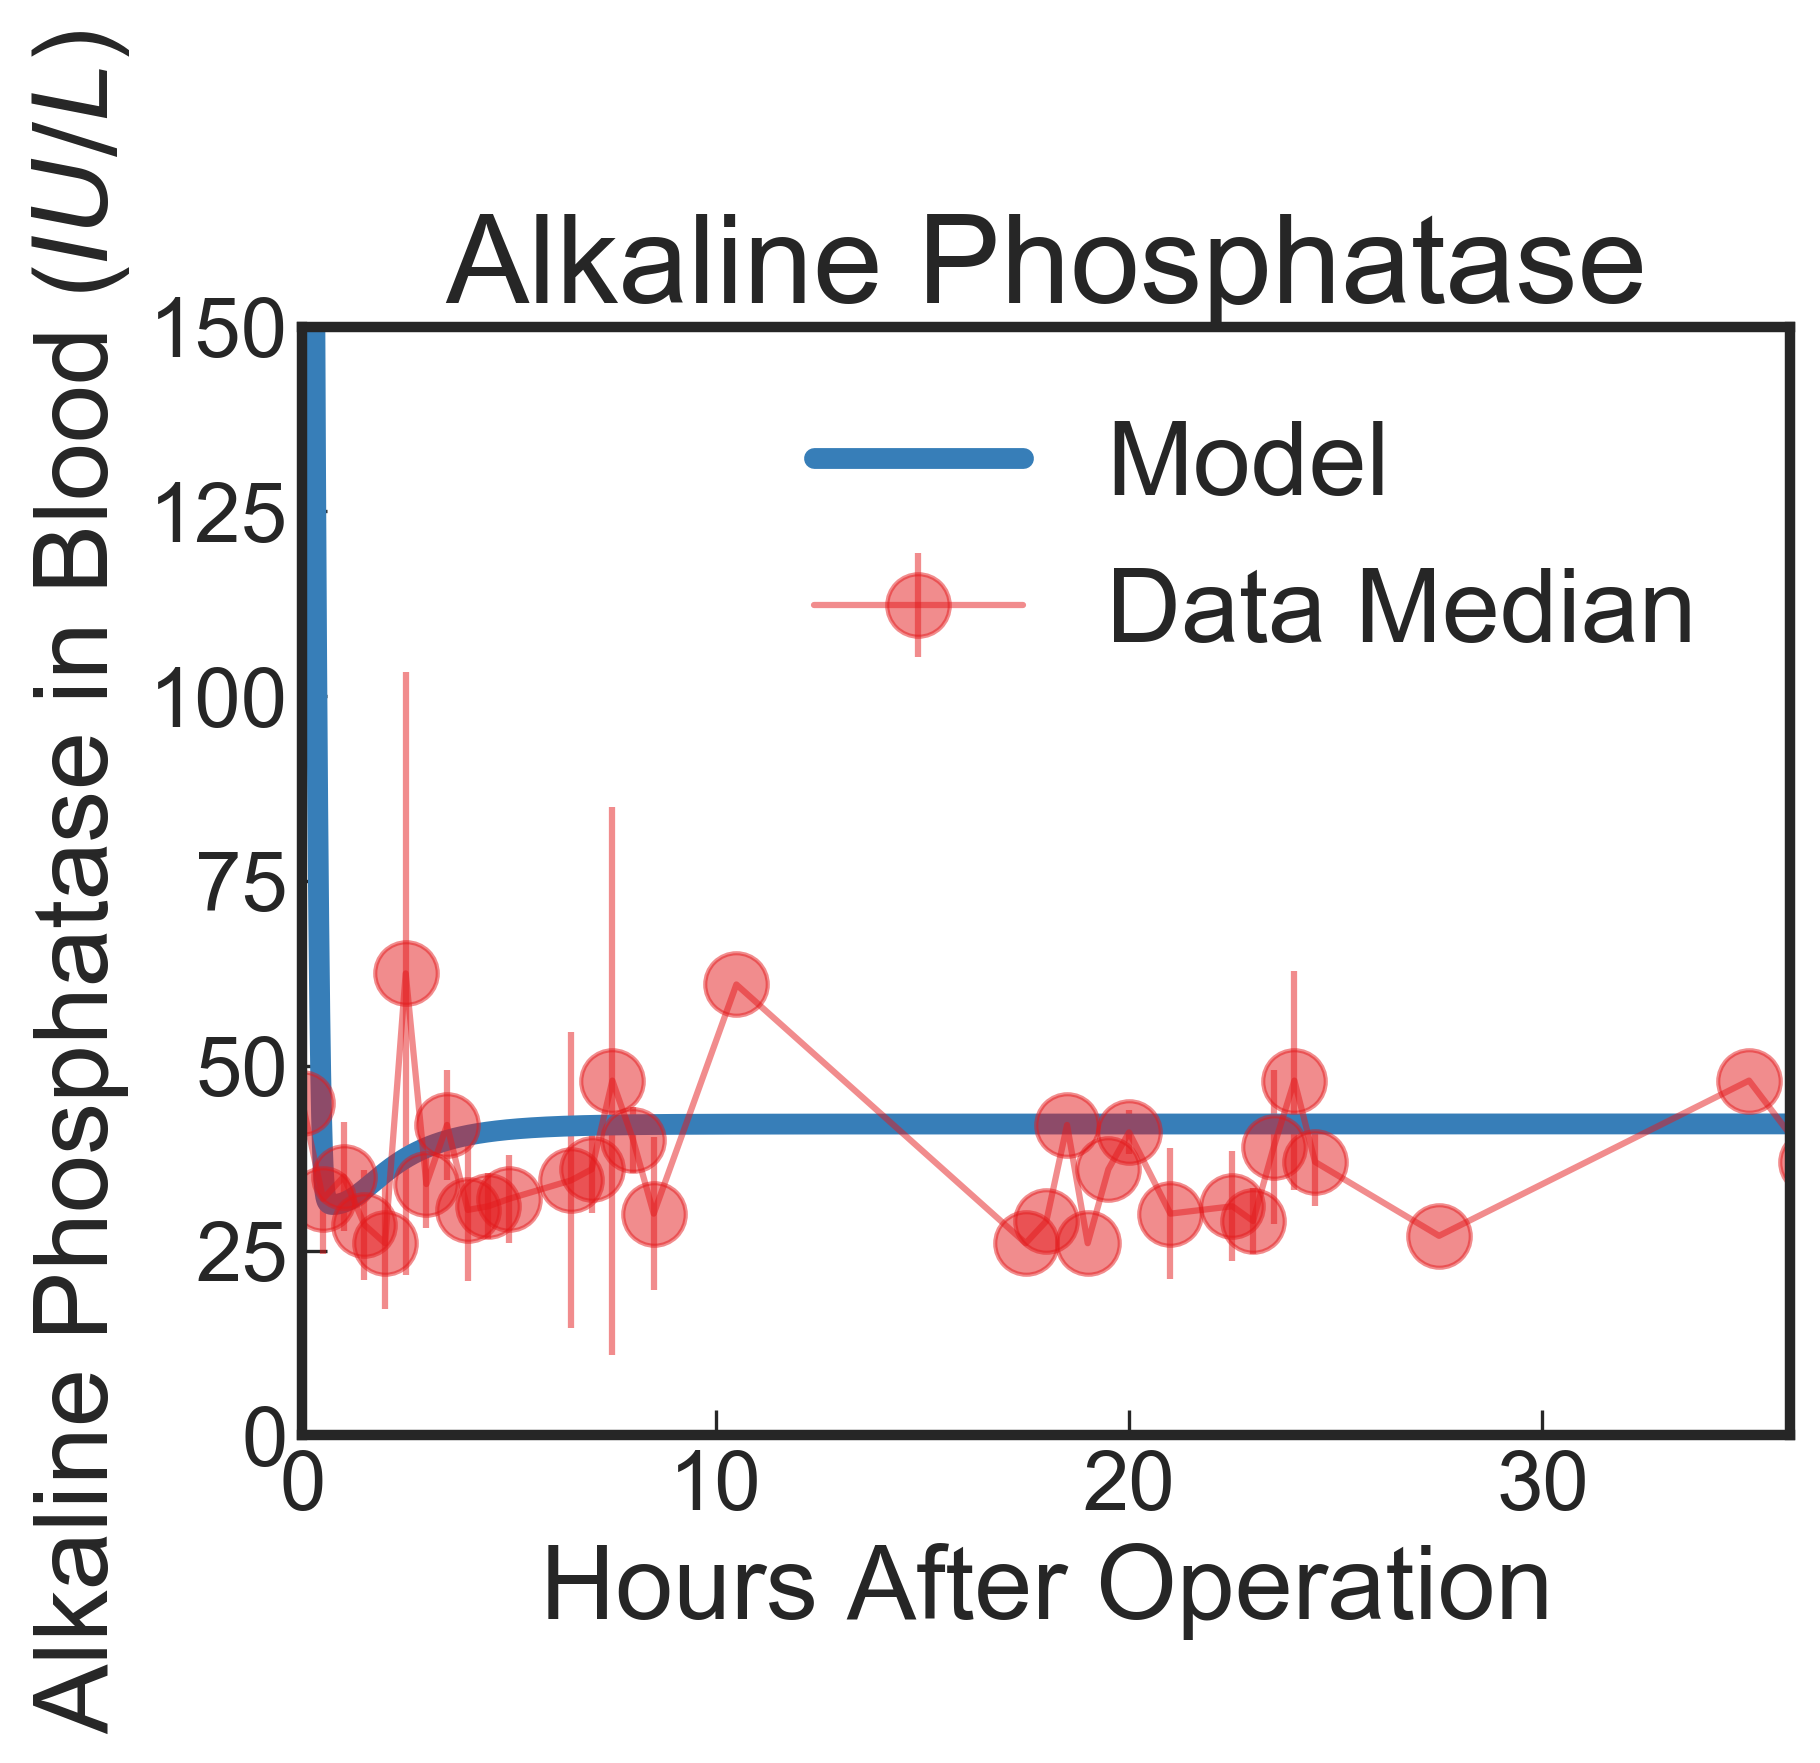 Alkaline Phosphatase
Alkaline Phosphatase in Blood (IU/L)
150
125
100
75
50
25
0
Model
Data Median
0 10 20 30
Hours After Operation